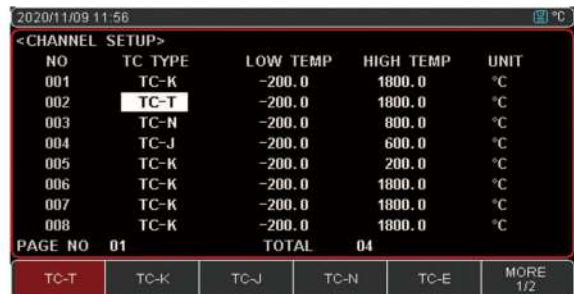 2020/11/09 11:56 °C
<CHANNEL SETUP>
NO TC TYPE LOW TEMP HIGH TEMP UNIT
001 TC-K -200.0 1800.0 °C
002 TC-T -200.0 1800.0 °C
003 TC-N -200.0 800.0 °C
004 TC-J -200.0 600.0 °C
005 TC-K -200.0 200.0 °C
006 TC-K -200.0 1800.0 °C
007 TC-K -200.0 1800.0 °C
008 TC-K -200.0 1800.0 °C
PAGE NO 01 TOTAL 04
TC-T TC-K TC-J TC-N TC-E MORE
1/2